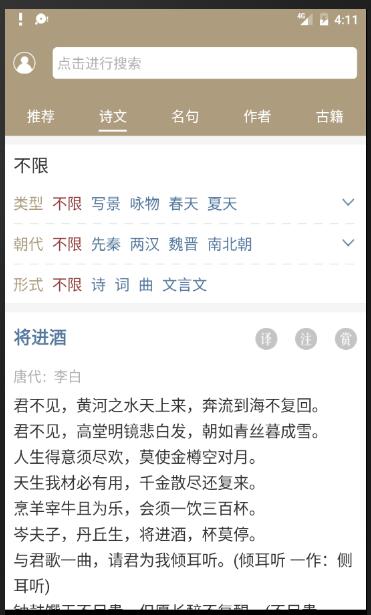 4G 4:11
点击进行搜索
推荐 诗文 名句 作者 古籍
不限
类型 不限 写景 咏物 春天 夏天
朝代 不限 先秦 两汉 魏晋 南北朝
形式 不限 诗 词 曲 文言文
将进酒 译 注 赏
唐代：李白
君不见，黄河之水天上来，奔流到海不复回。
君不见，高堂明镜悲白发，朝如青丝暮成雪。
人生得意须尽欢，莫使金樽空对月。
天生我材必有用，千金散尽还复来。
烹羊宰牛且为乐，会须一饮三百杯。
岑夫子，丹丘生，将进酒，杯莫停。
与君歌一曲，请君为我倾耳听。(倾耳听 一作：侧
耳听)